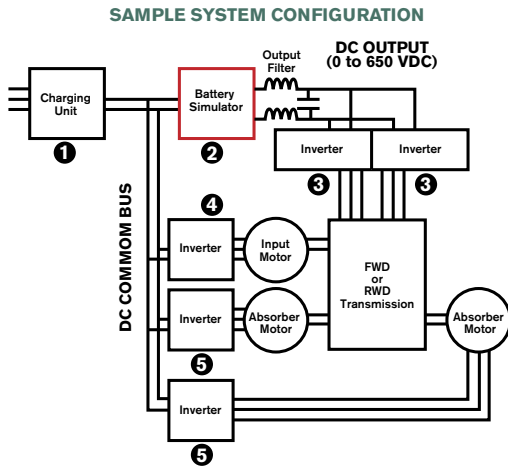 SAMPLE SYSTEM CONFIGURATION
Output
Filter
DC OUTPUT
(0 to 650 VDC)
Charging
Unit
1
Battery
Simulator
2
Inverter
Inverter
3
3
DC COMMOM BUS
4
Inverter
Input
Motor
FWD
or
RWD
Transmission
Inverter
Absorber
Motor
Absorber
Motor
5
Inverter
5